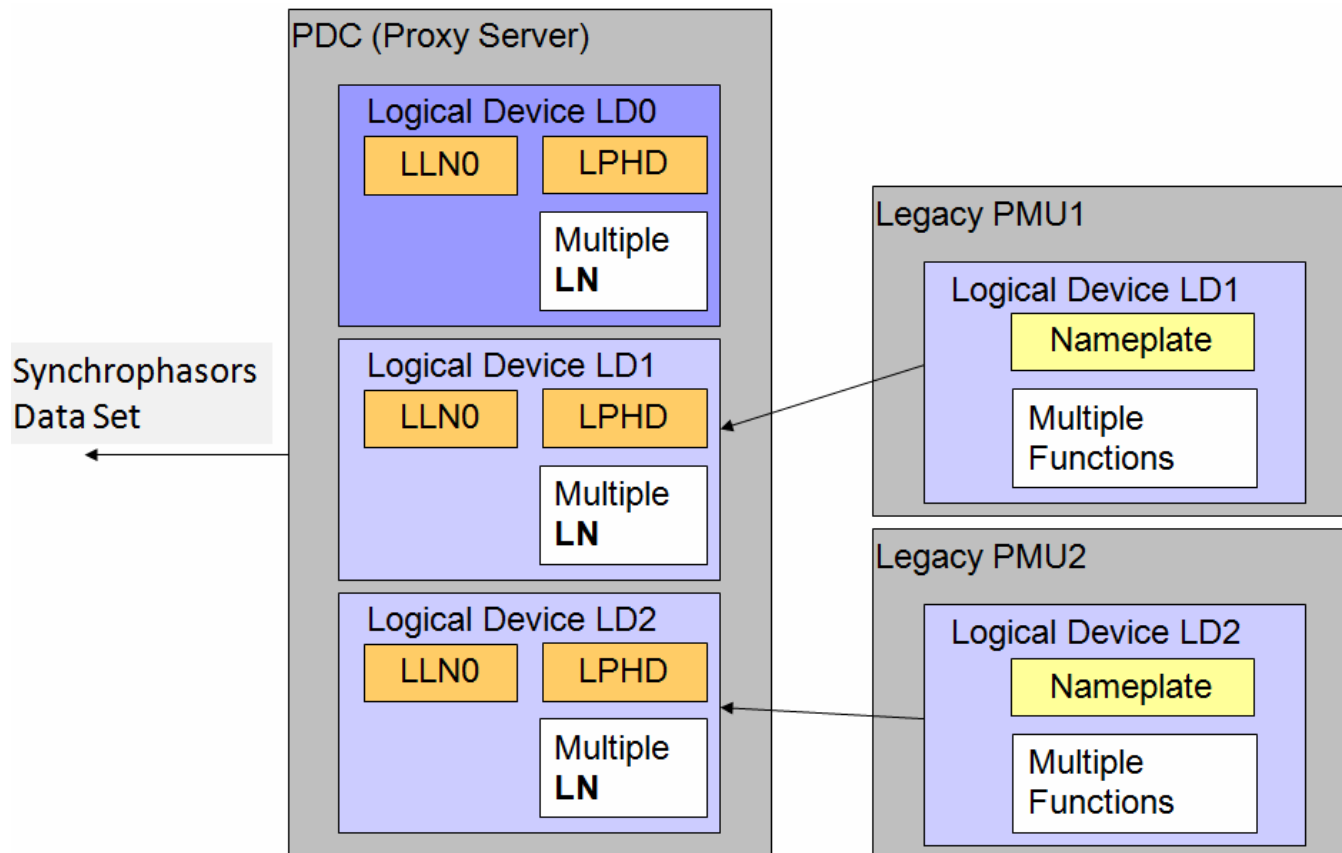 PDC (Proxy Server)
Logical Device LD0
LLN0
LPHD
Multiple
LN
Logical Device LD1
LLN0
LPHD
Multiple
LN
Logical Device LD2
LLN0
LPHD
Multiple
LN
Synchrophasors
Data Set
Legacy PMU1
Logical Device LD1
Nameplate
Multiple
Functions
Legacy PMU2
Logical Device LD2
Nameplate
Multiple
Functions